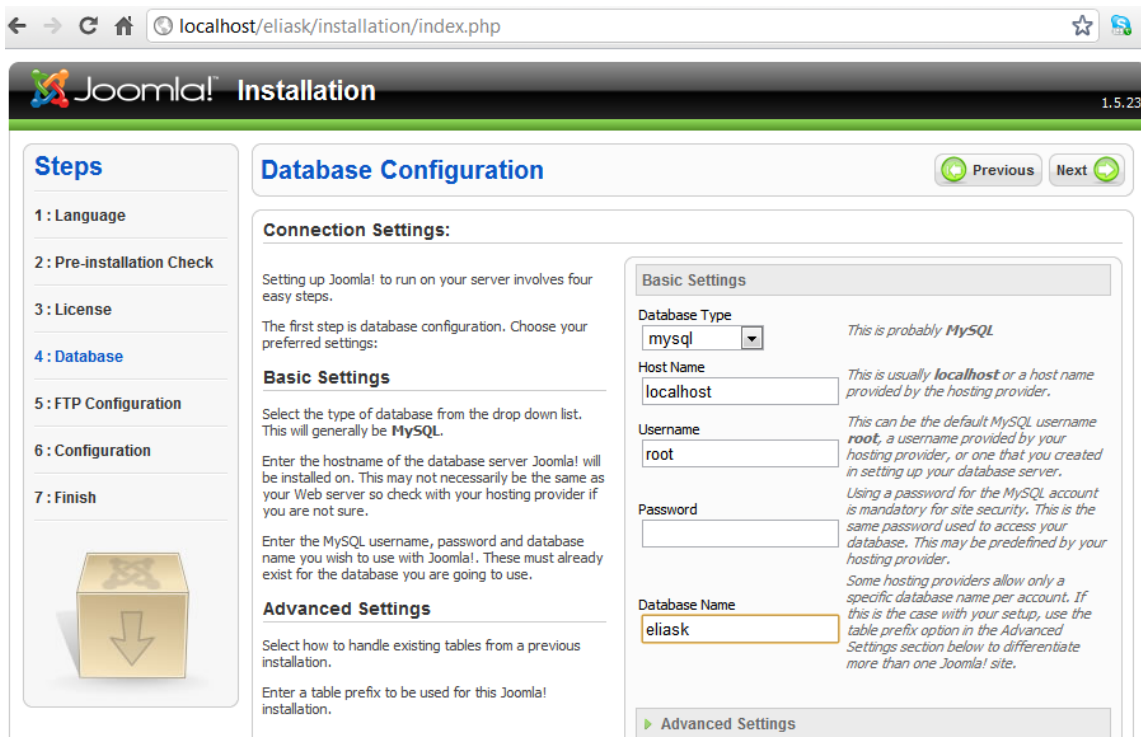 localhost/eliask/installation/index.php
Joomla!™ Installation
1.5.23
Steps
1 : Language
2 : Pre-installation Check
3 : License
4 : Database
5 : FTP Configuration
6 : Configuration
7 : Finish
Database Configuration
Previous
Next
Connection Settings:
Setting up Joomla! to run on your server involves four
easy steps.
The first step is database configuration. Choose your
preferred settings:
Basic Settings
Select the type of database from the drop down list.
This will generally be MySQL.
Enter the hostname of the database server Joomla! will
be installed on. This may not necessarily be the same as
your Web server so check with your hosting provider if
you are not sure.
Enter the MySQL username, password and database
name you wish to use with Joomla!. These must already
exist for the database you are going to use.
Advanced Settings
Select how to handle existing tables from a previous
installation.
Enter a table prefix to be used for this Joomla!
installation.
Basic Settings
Database Type
mysql
This is probably MySQL
Host Name
localhost
This is usually localhost or a host name
provided by the hosting provider.
Username
root
This can be the default MySQL username
root, a username provided by your
hosting provider, or one that you created
in setting up your database server.
Password
Using a password for the MySQL account
is mandatory for site security. This is the
same password used to access your
database. This may be predefined by your
hosting provider.
Database Name
eliask
Some hosting providers allow only a
specific database name per account. If
this is the case with your setup, use the
table prefix option in the Advanced
Settings section below to differentiate
more than one Joomla! site.
Advanced Settings